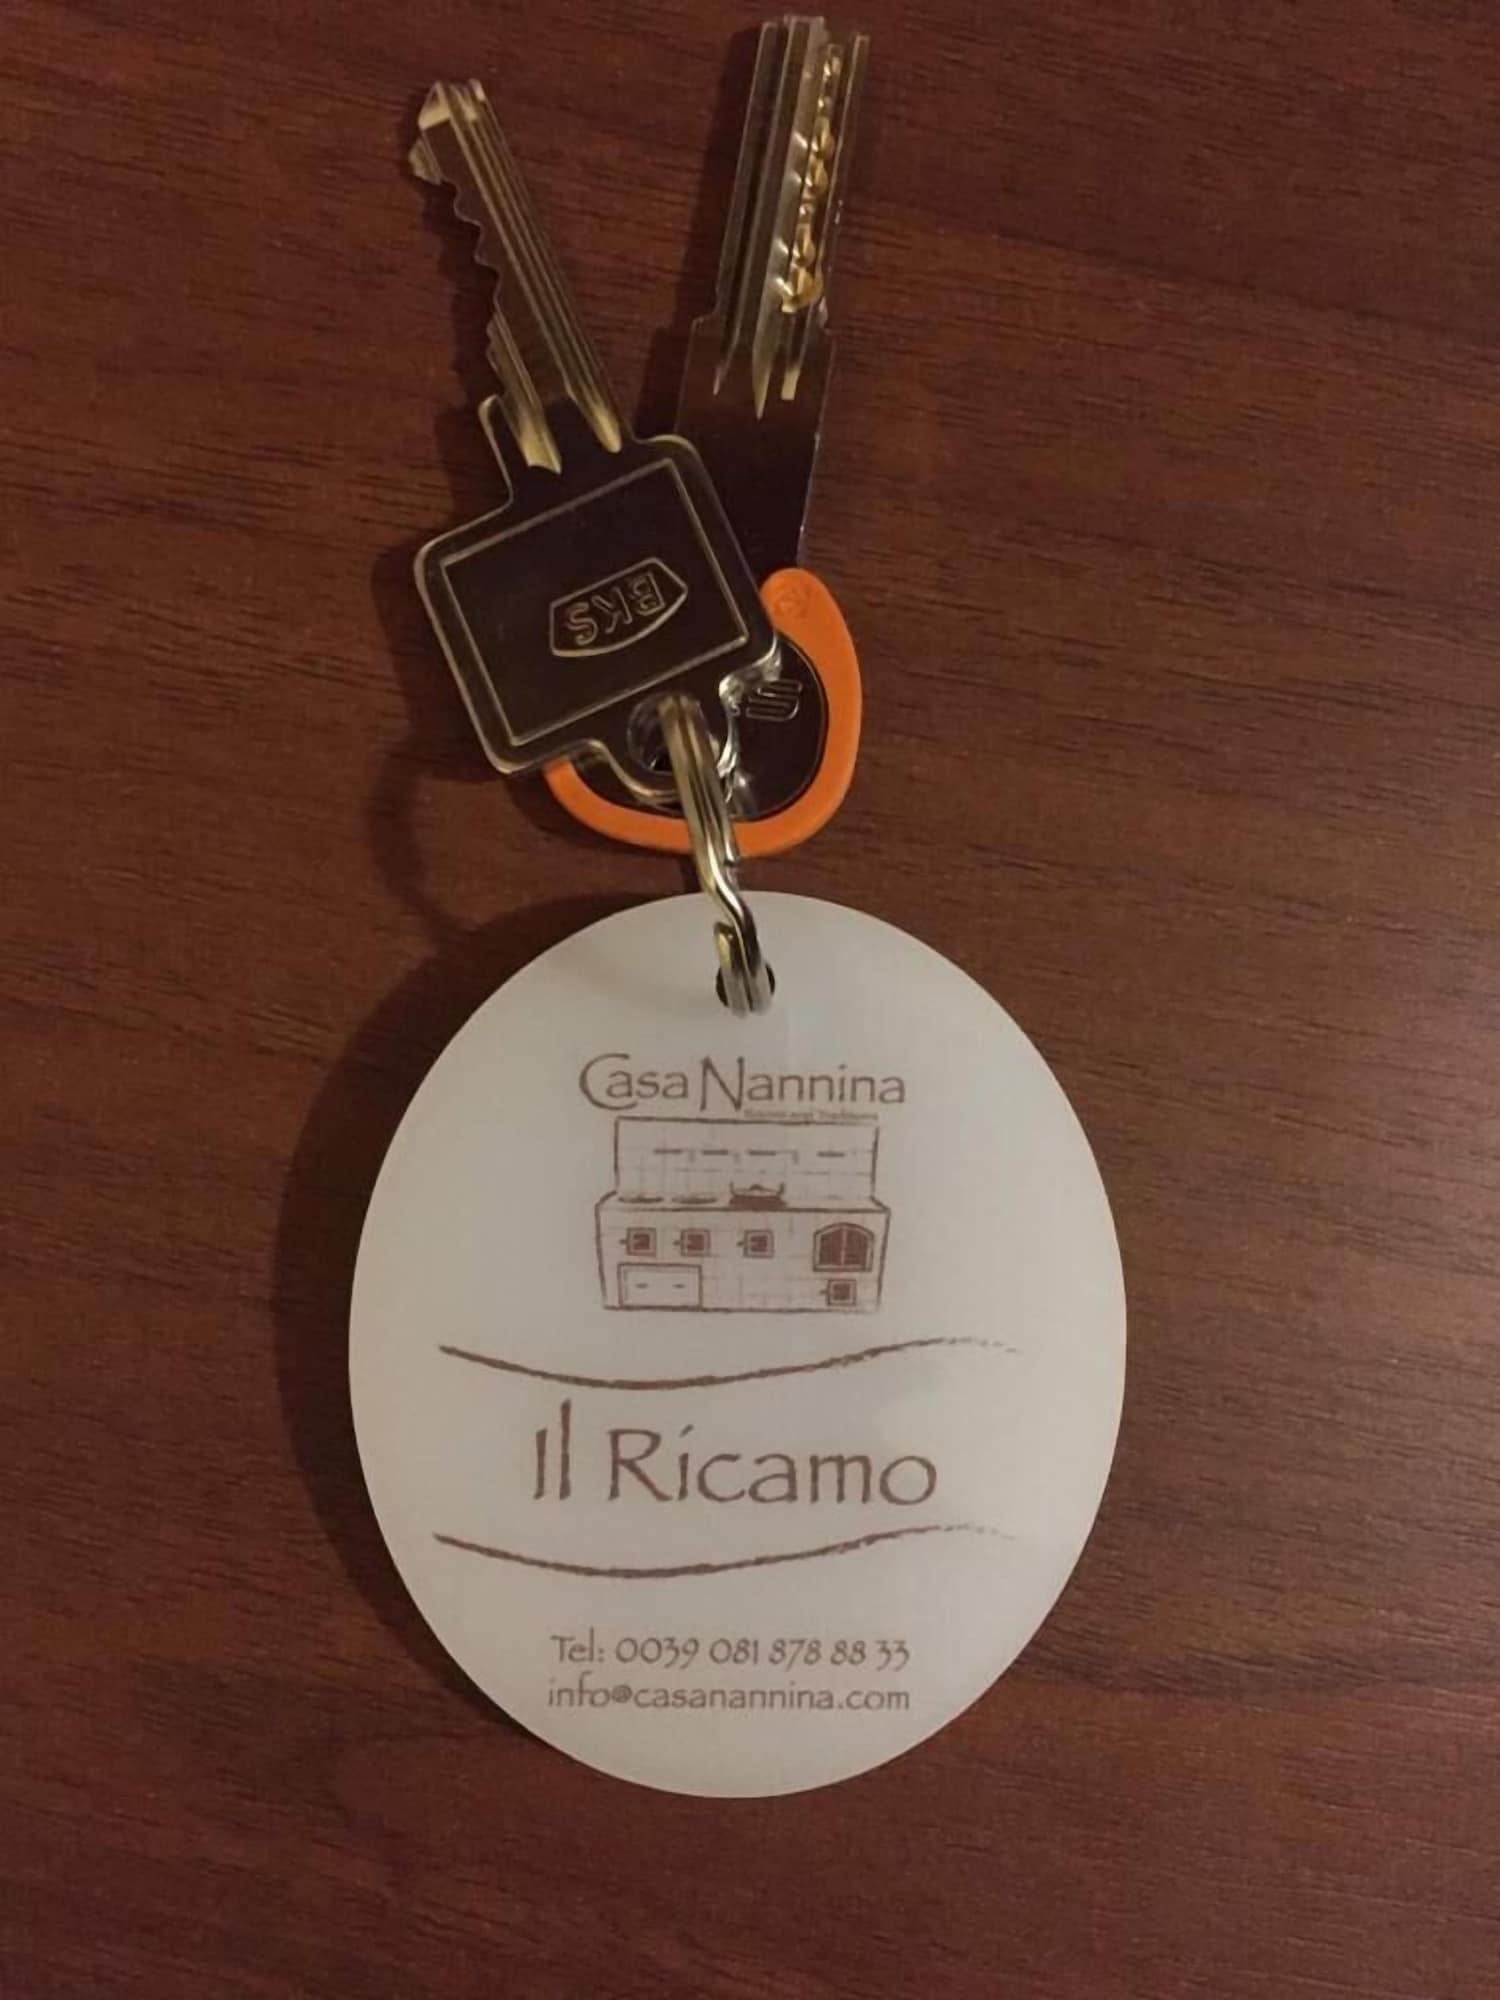 BKS
Casa Nannina
Il Ricamo
Tel: 0039 081 878 88 33
info@casanannina.com